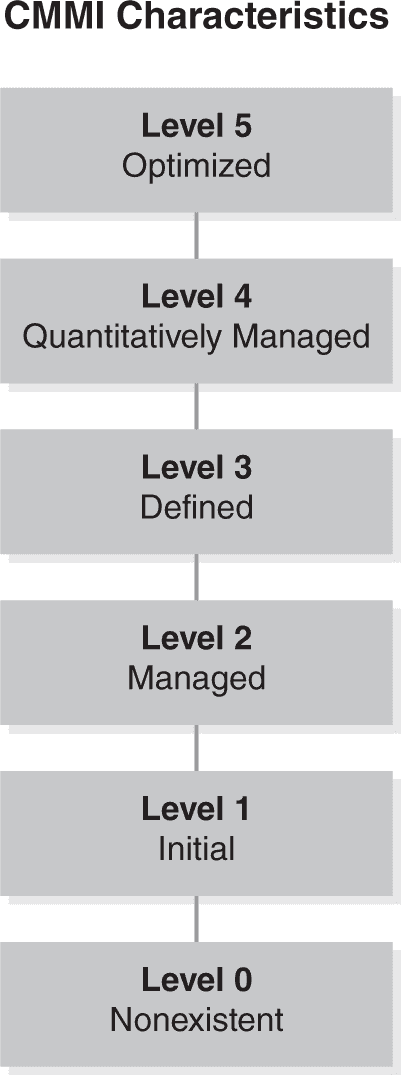 CMMI Characteristics
Level 5
Optimized
Level 4
Quantitatively Managed
Level 3
Defined
Level 2
Managed
Level 1
Initial
Level 0
Nonexistent